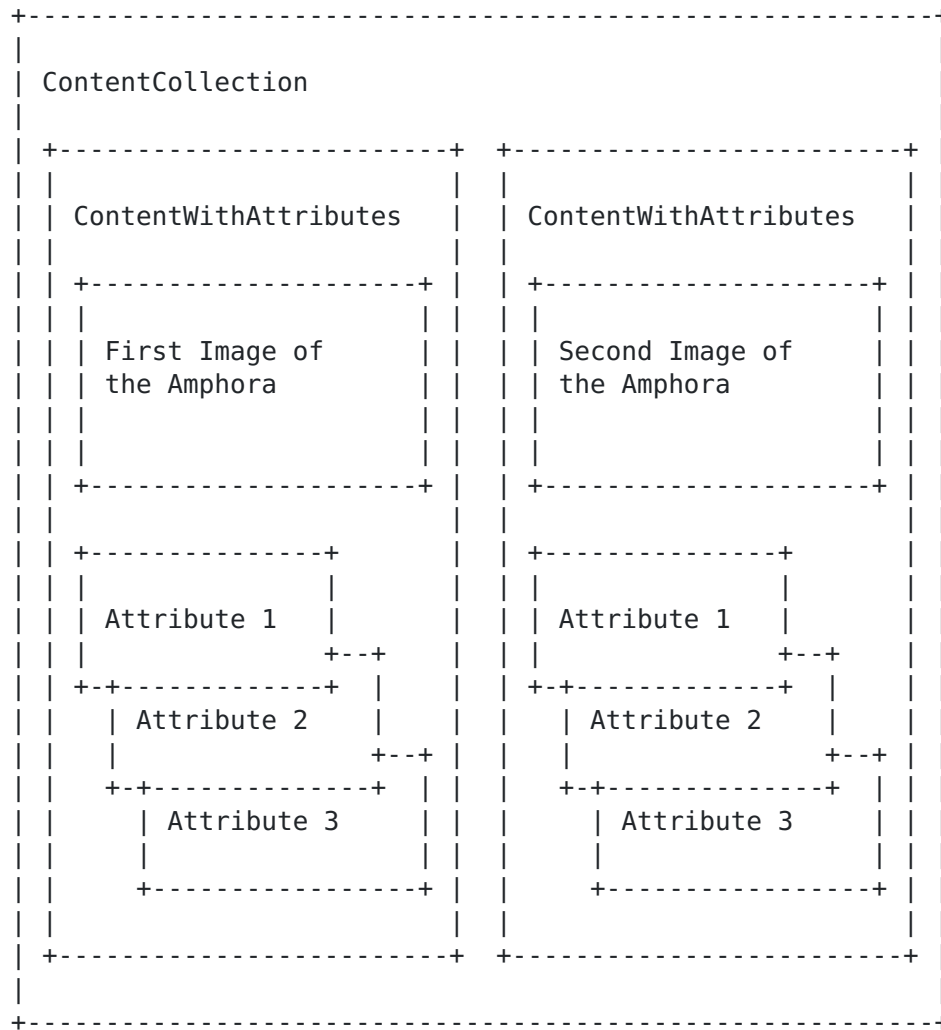 ContentCollection
ContentWithAttributes ContentWithAttributes
First Image of Second Image of
the Amphora the Amphora
Attribute 1 Attribute 1
Attribute 2 Attribute 2
Attribute 3 Attribute 3